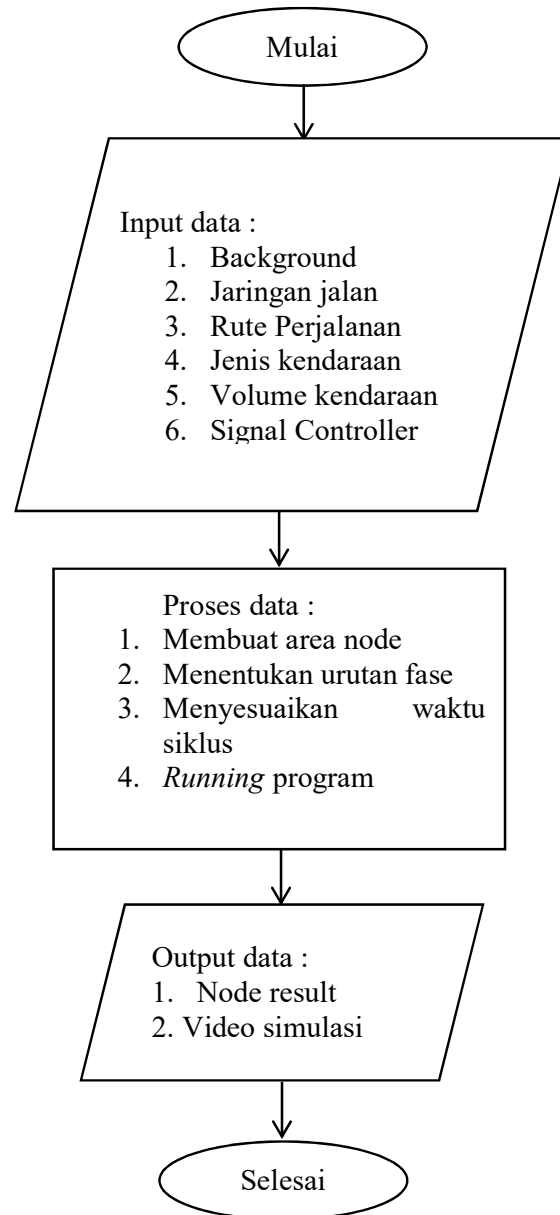 Mulai
Input data :
1. Background
2. Jaringan jalan
3. Rute Perjalanan
4. Jenis kendaraan
5. Volume kendaraan
6. Signal Controller
Proses data :
1. Membuat area node
2. Menentukan urutan fase
3. Menyesuaikan waktu
siklus
4. Running program
Output data :
1. Node result
2. Video simulasi
Selesai